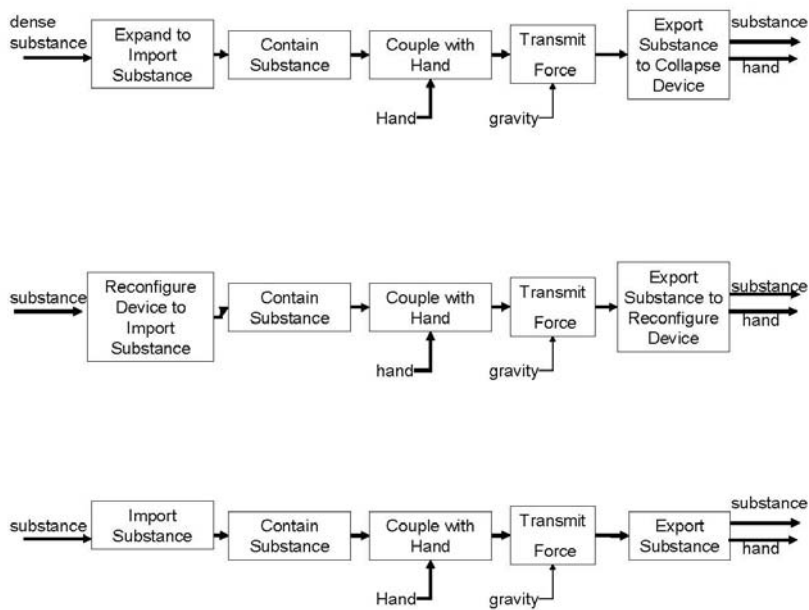 dense
substance
Expand to
Import
Substance
Contain
Substance
Couple with
Hand
Transmit
Force
Export
Substance
to Collapse
Device
substance
hand
Hand
gravity
substance
Reconfigure
Device to
Import
Substance
Contain
Substance
Couple with
Hand
Transmit
Force
Export
Substance to
Reconfigure
Device
substance
hand
hand
gravity
substance
Import
Substance
Contain
Substance
Couple with
Hand
Transmit
Force
Export
Substance
substance
hand
Hand
gravity